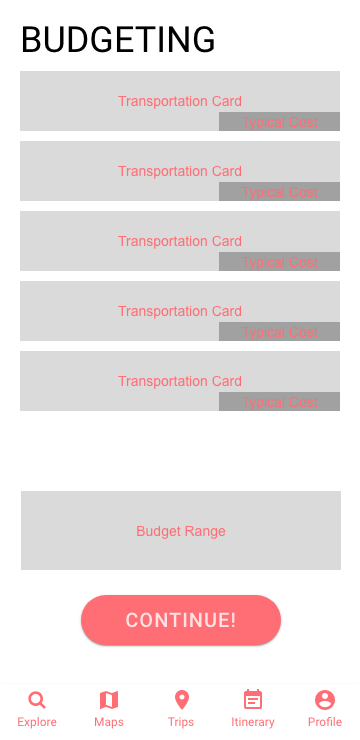 BUDGETING
Transportation Card
Typical Cost
Transportation Card
Typical Cost
Transportation Card
Typical Cost
Transportation Card
Typical Cost
Transportation Card
Typical Cost
Budget Range
CONTINUE!
Explore Maps Trips Itinerary Profile